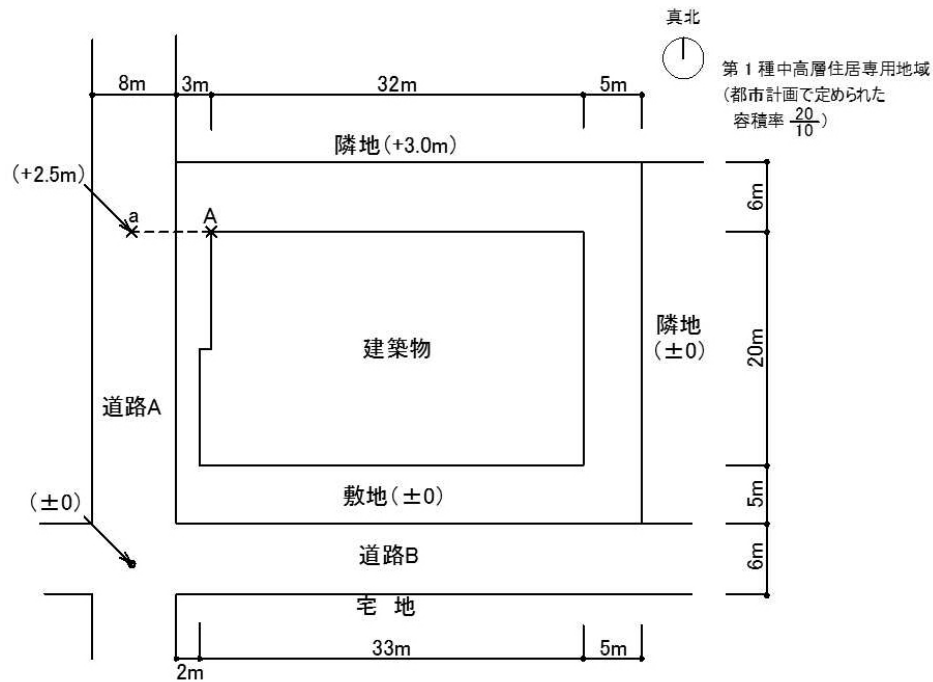 真北
第１種中高層住居専用地域
(都市計画で定められた
容積率 20/10)
8m
3m
32m
5m
隣地(+3.0m)
(+2.5m)
a
A
6m
建築物
隣地
(±0)
20m
道路A
(±0)
敷地(±0)
5m
道路B
6m
宅 地
33m
5m
2m